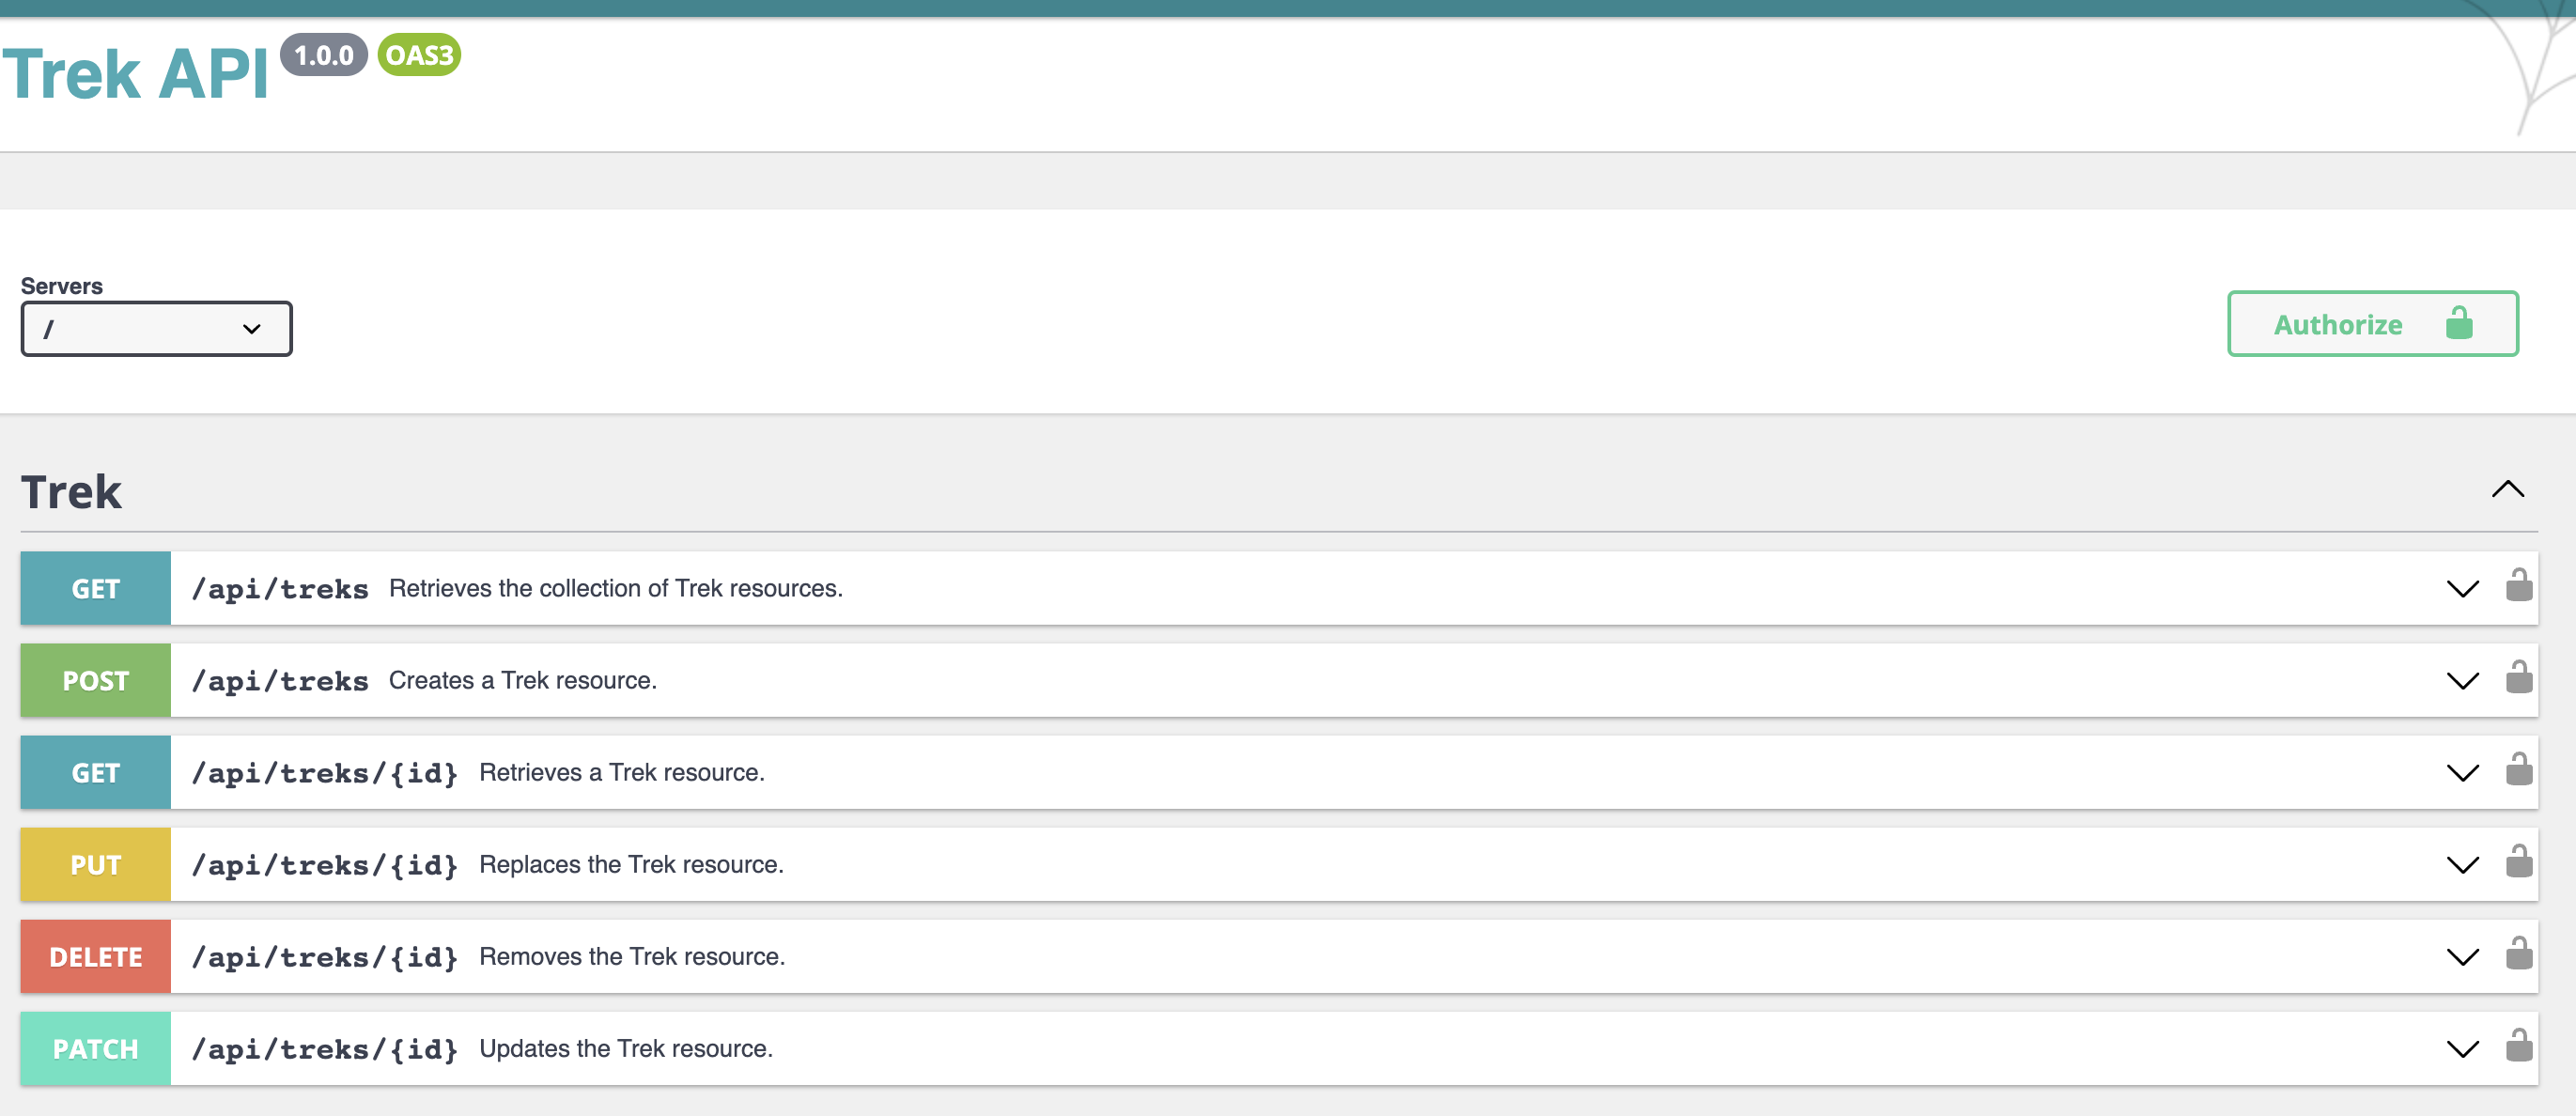 Trek API 1.0.0 OAS3
Servers
/
Authorize
Trek
GET /api/treks Retrieves the collection of Trek resources.
POST /api/treks Creates a Trek resource.
GET /api/treks/{id} Retrieves a Trek resource.
PUT /api/treks/{id} Replaces the Trek resource.
DELETE /api/treks/{id} Removes the Trek resource.
PATCH /api/treks/{id} Updates the Trek resource.